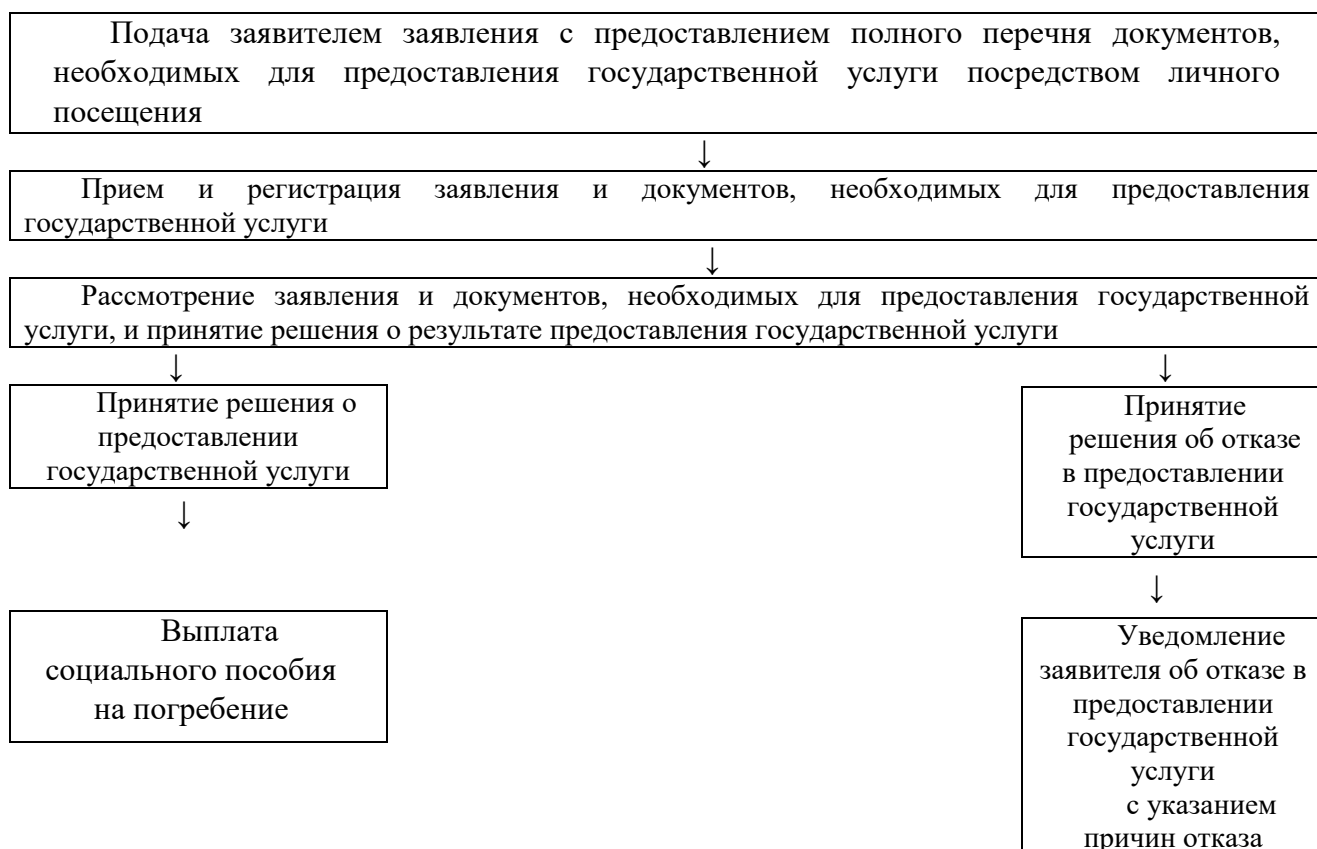 Подача заявителем заявления с предоставлением полного перечня документов,
необходимых для предоставления государственной услуги посредством личного
посещения
↓
Прием и регистрация заявления и документов, необходимых для предоставления
государственной услуги
↓
Рассмотрение заявления и документов, необходимых для предоставления государственной
услуги, и принятие решения о результате предоставления государственной услуги
↓
Принятие решения о
предоставлении
государственной услуги
↓
Выплата
социального пособия
на погребение
↓
Принятие
решения об отказе
в предоставлении
государственной
услуги
↓
Уведомление
заявителя об отказе в
предоставлении
государственной
услуги
с указанием
причин отказа